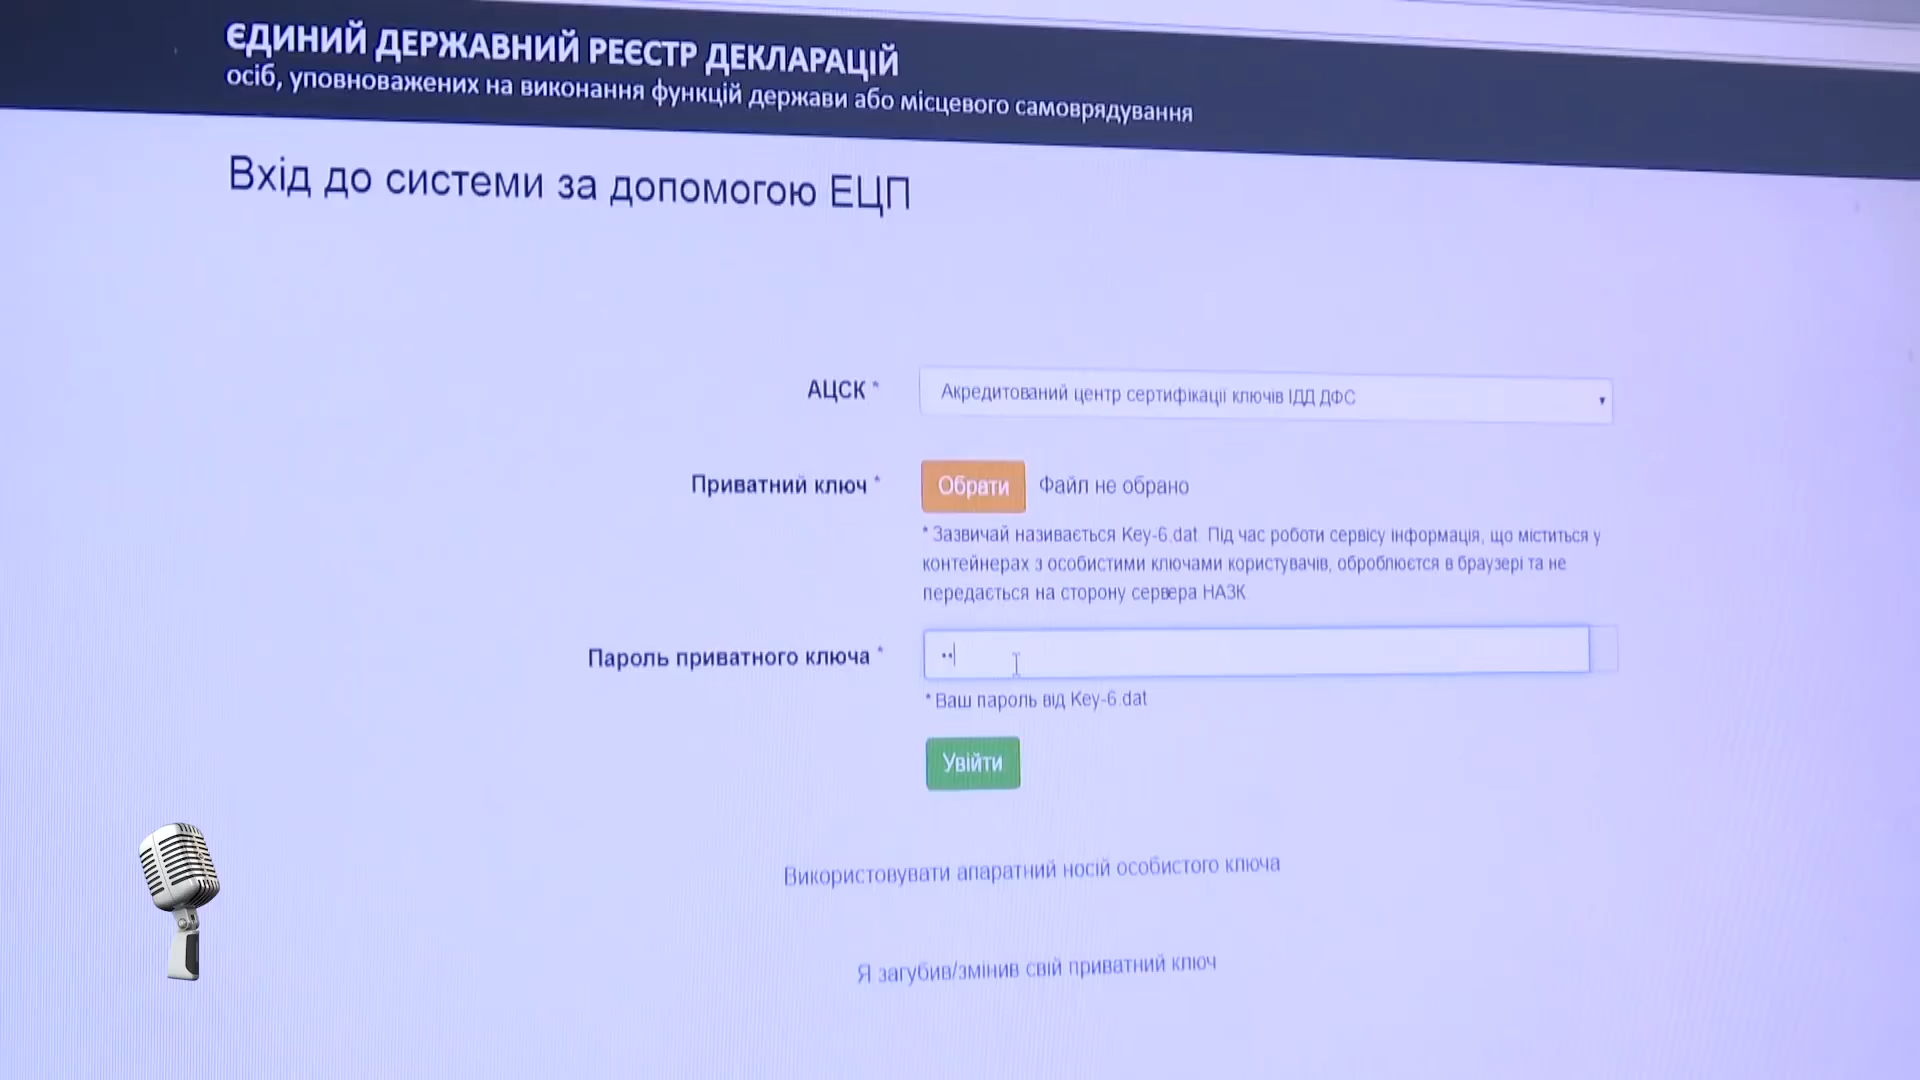 ЄДИНИЙ ДЕРЖАВНИЙ РЕЄСТР ДЕКЛАРАЦІЙ
осіб, уповноважених на виконання функцій держави або місцевого самоврядування
Вхід до системи за допомогою ЕЦП
АЦСК *
Акредитований центр сертифікації ключів ІДД ДФС
Приватний ключ *
Обрати Файл не обрано
* Зазвичай називається Key-6.dat. Під час роботи сервісу інформація, що міститься у
контейнерах з особистими ключами користувачів, оброблюєтся в браузері та не
передається на сторону сервера НАЗК
Пароль приватного ключа *
* Ваш пароль від Key-6.dat
Увійти
Використовувати апаратний носій особистого ключа
Я загубив/змінив свій приватний ключ